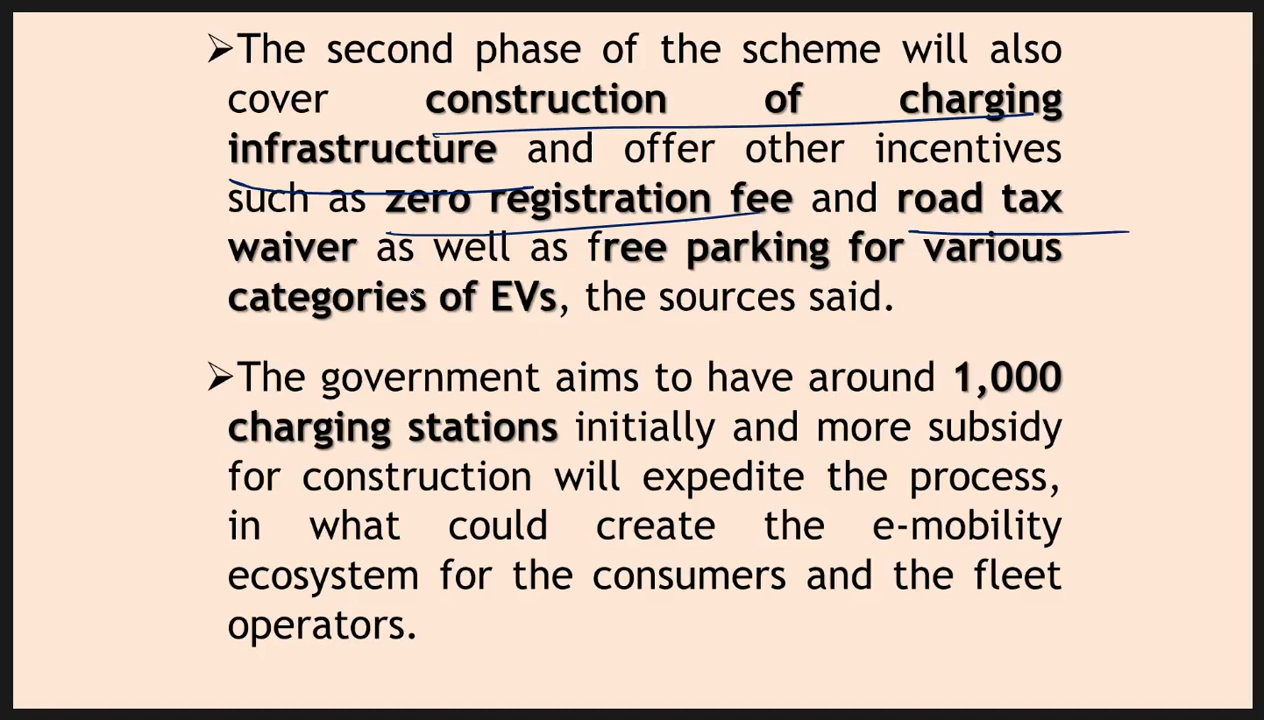 ➢The second phase of the scheme will also
cover construction of charging
infrastructure and offer other incentives
such as zero registration fee and road tax
waiver as well as free parking for various
categories of EVs, the sources said.
➢The government aims to have around 1,000
charging stations initially and more subsidy
for construction will expedite the process,
in what could create the e-mobility
ecosystem for the consumers and the fleet
operators.